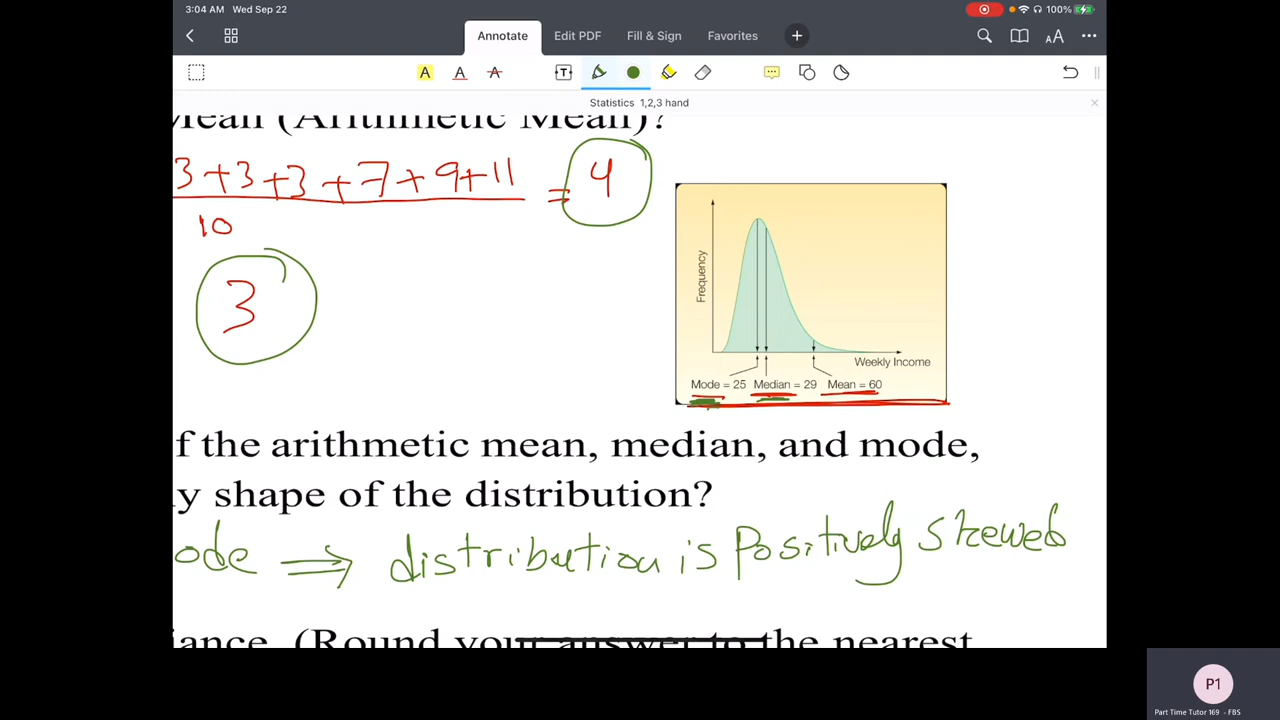 3:04 AM Wed Sep 22
100%
Annotate Edit PDF Fill & Sign Favorites +
AA
A A A T
Statistics 1,2,3 hand
Mean (Arithmetic Mean)?
3+3+3+7+9+11 = 4
10
3
Frequency
Weekly Income
Mode = 25 Median = 29 Mean = 60
f the arithmetic mean, median, and mode,
ly shape of the distribution?
ode ⟹ distribution is Positively skewed
iance. (Round your answer to the nearest
P1
Part Time Tutor 169 - FBS